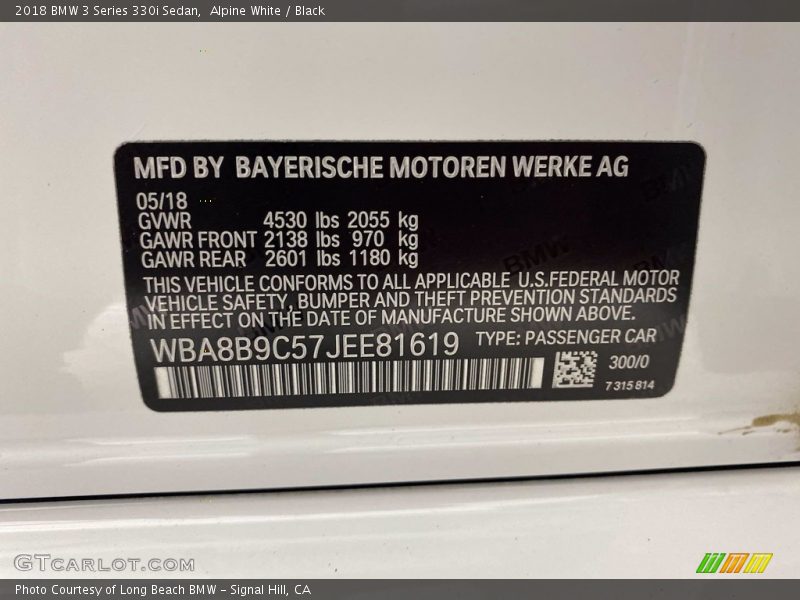 2018 BMW 3 Series 330i Sedan,  Alpine White / Black
MFD BY BAYERISCHE MOTOREN WERKE AG
05/18
GVWR 4530 lbs 2055 kg
GAWR FRONT 2138 lbs 970 kg
GAWR REAR 2601 lbs 1180 kg
THIS VEHICLE CONFORMS TO ALL APPLICABLE U.S.FEDERAL MOTOR
VEHICLE SAFETY, BUMPER AND THEFT PREVENTION STANDARDS
IN EFFECT ON THE DATE OF MANUFACTURE SHOWN ABOVE.
WBA8B9C57JEE81619 TYPE: PASSENGER CAR
300/0
7 315 814
GTCARLOT.COM
Photo Courtesy of Long Beach BMW - Signal Hill, CA